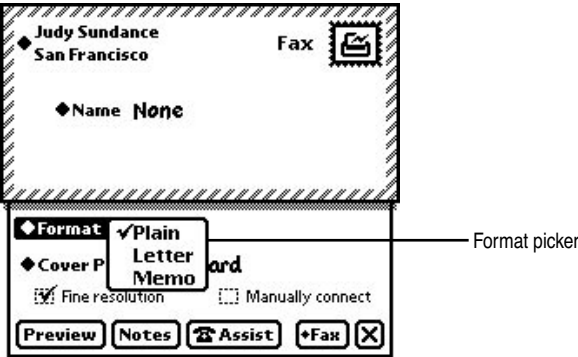 Judy Sundance
San Francisco
Fax
Name None
Format
Plain
Letter
Memo
Format picker
Cover P ard
Fine resolution
Manually connect
Preview Notes Assist Fax X